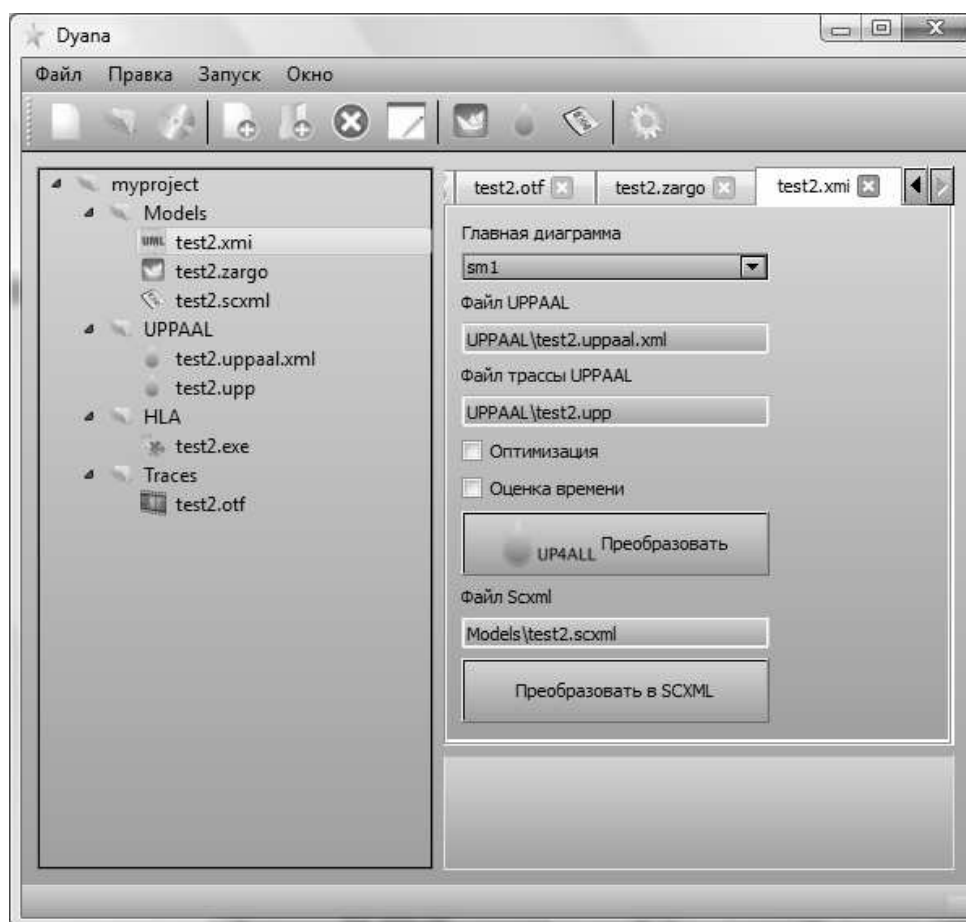 Dyana
Файл Правка Запуск Окно
myproject
Models
UML test2.xmi
test2.zargo
test2.scxml
UPPAAL
test2.uppaal.xml
test2.upp
HLA
test2.exe
Traces
test2.otf
test2.otf test2.zargo test2.xmi
Главная диаграмма
sm1
Файл UPPAAL
UPPAAL\test2.uppaal.xml
Файл трассы UPPAAL
UPPAAL\test2.upp
Оптимизация
Оценка времени
UP4ALL Преобразовать
Файл Scxml
Models\test2.scxml
Преобразовать в SCXML